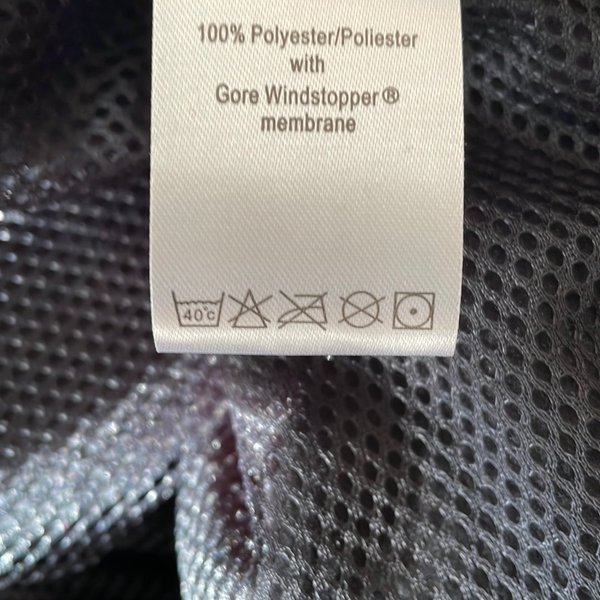 100% Polyester/Poliester
with
Gore Windstopper®
membrane
40°C